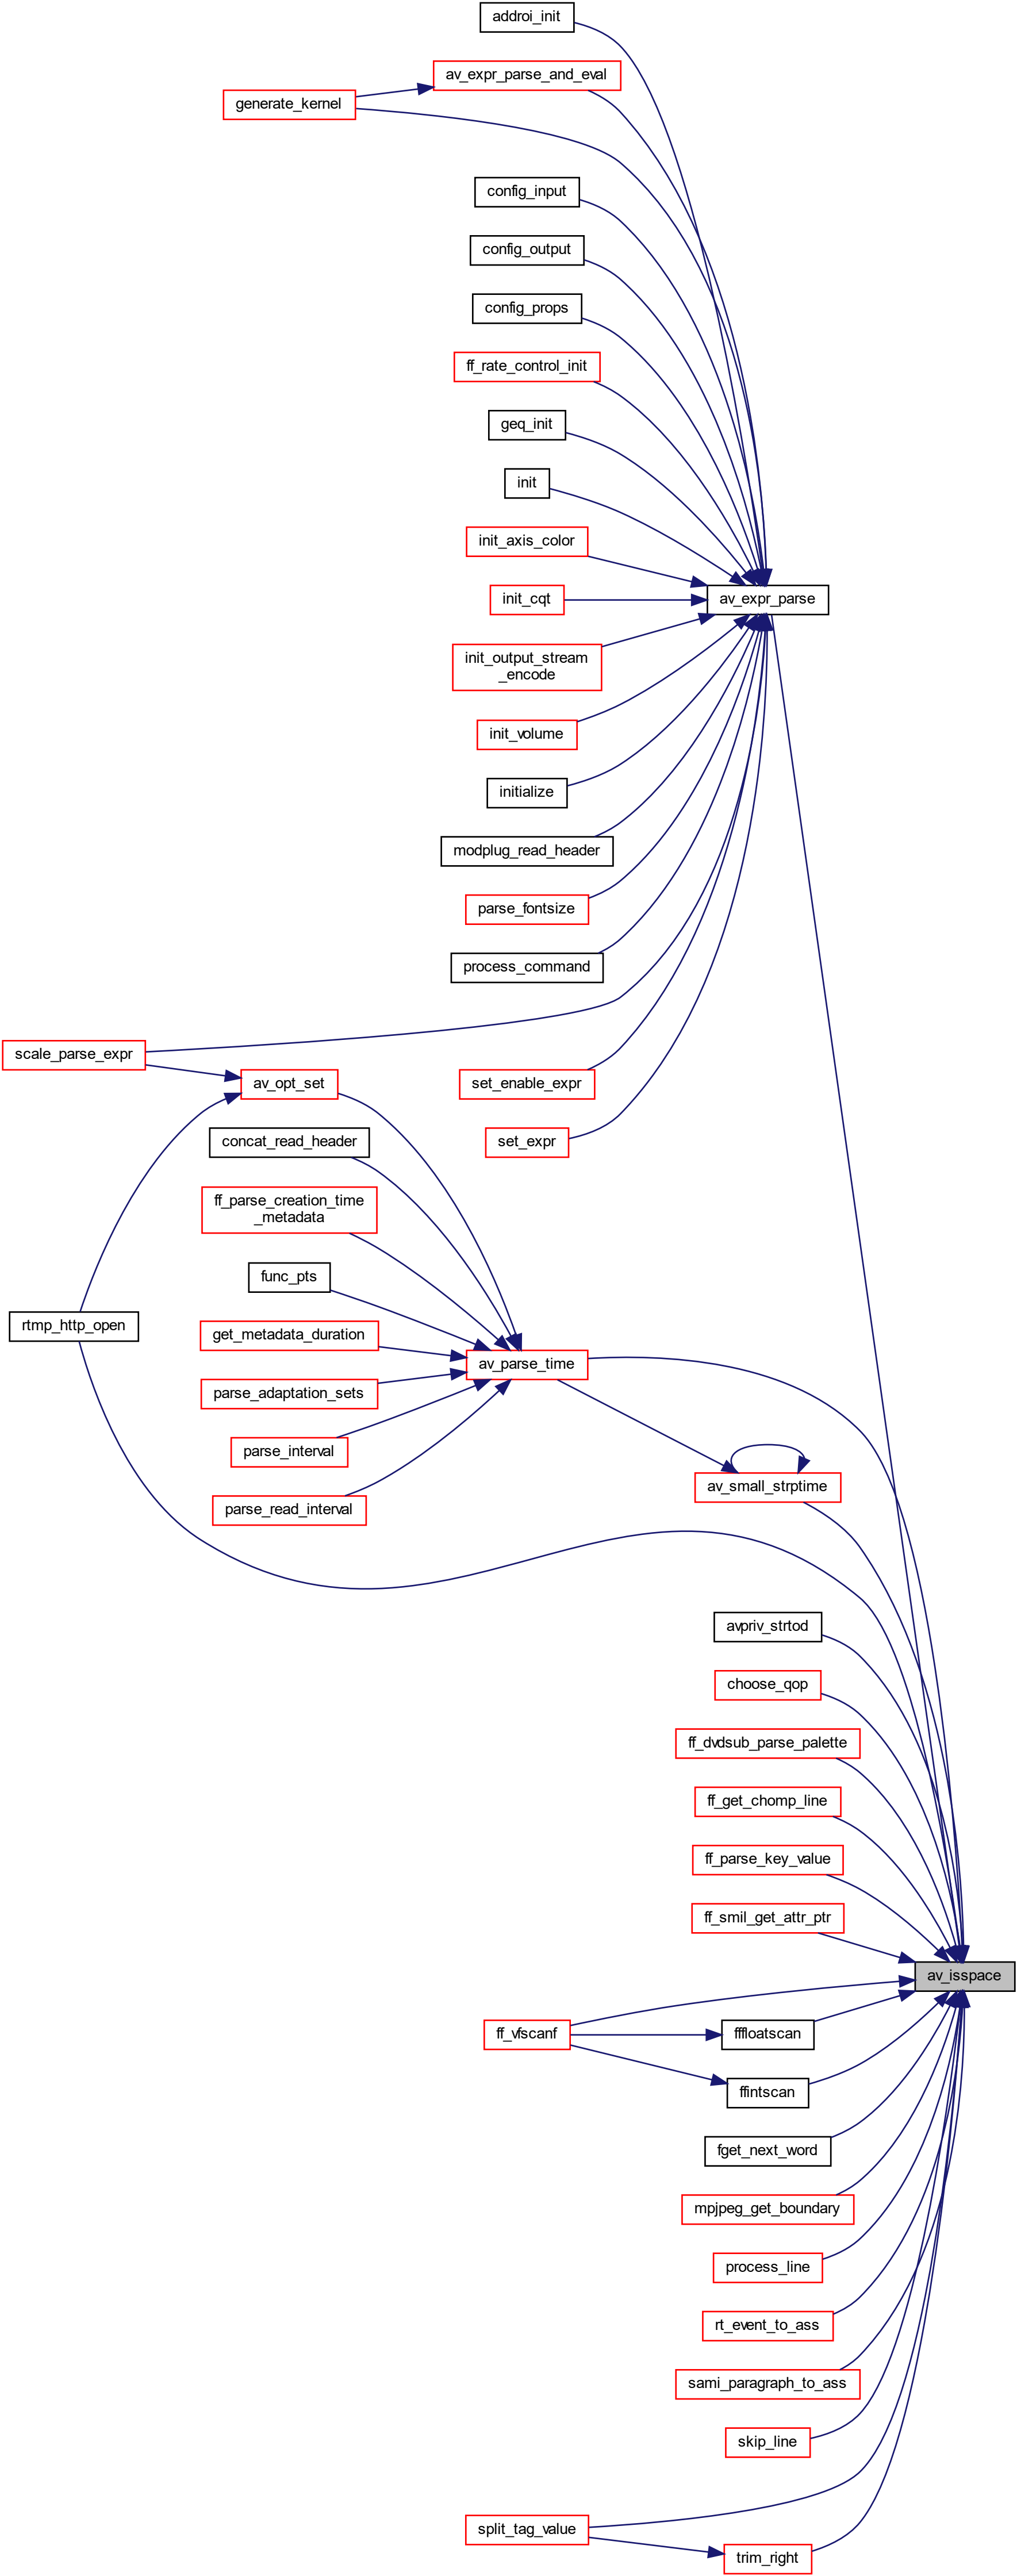 addroi_init
av_expr_parse_and_eval
generate_kernel
config_input
config_output
config_props
ff_rate_control_init
geq_init
init
init_axis_color
init_cqt
av_expr_parse
init_output_stream
_encode
init_volume
initialize
modplug_read_header
parse_fontsize
process_command
scale_parse_expr
av_opt_set
set_enable_expr
concat_read_header
set_expr
ff_parse_creation_time
_metadata
func_pts
rtmp_http_open
get_metadata_duration
av_parse_time
parse_adaptation_sets
parse_interval
av_small_strptime
parse_read_interval
avpriv_strtod
choose_qop
ff_dvdsub_parse_palette
ff_get_chomp_line
ff_parse_key_value
ff_smil_get_attr_ptr
av_isspace
ff_vfscanf
fffloatscan
ffintscan
fget_next_word
mpjpeg_get_boundary
process_line
rt_event_to_ass
sami_paragraph_to_ass
skip_line
split_tag_value
trim_right